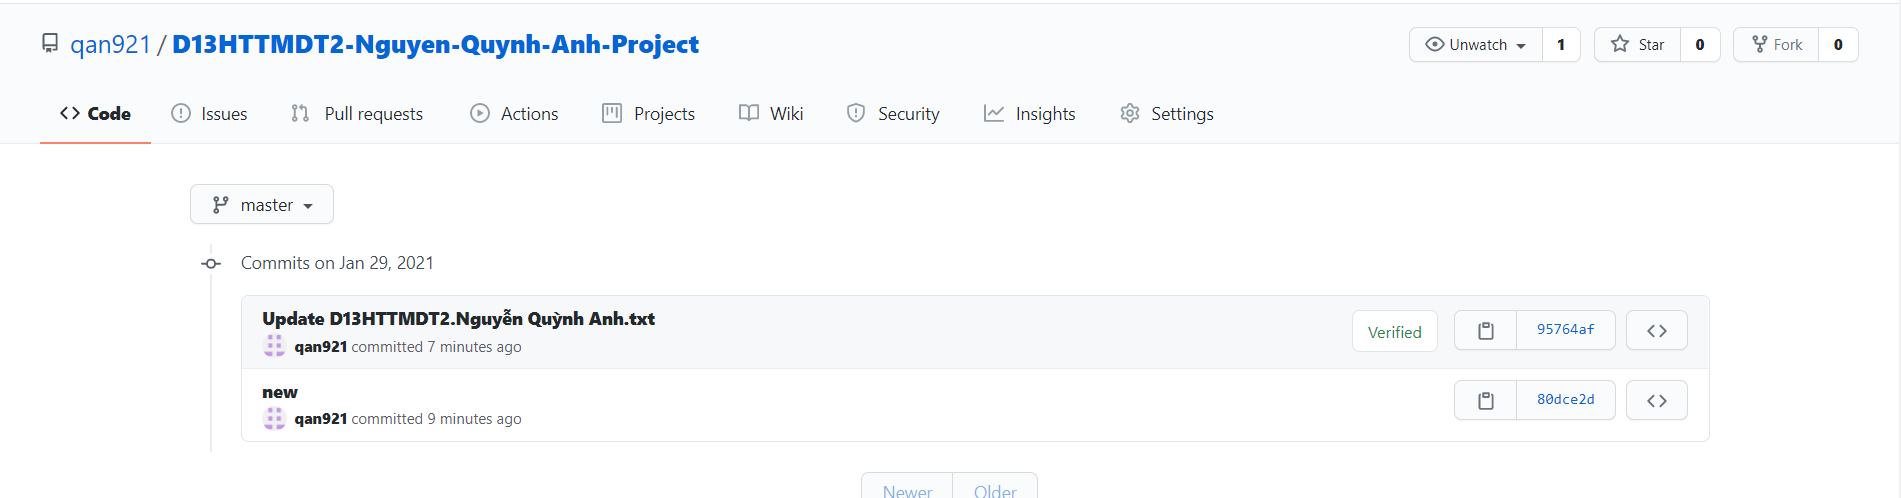 qan921 / D13HTTMDT2-Nguyen-Quynh-Anh-Project
Unwatch 1
Star 0
Fork 0
Code
Issues
Pull requests
Actions
Projects
Wiki
Security
Insights
Settings
master
Commits on Jan 29, 2021
Update D13HTTMDT2.Nguyễn Quỳnh Anh.txt
qan921 committed 7 minutes ago
Verified
95764af
new
qan921 committed 9 minutes ago
80dce2d
Newer
Older